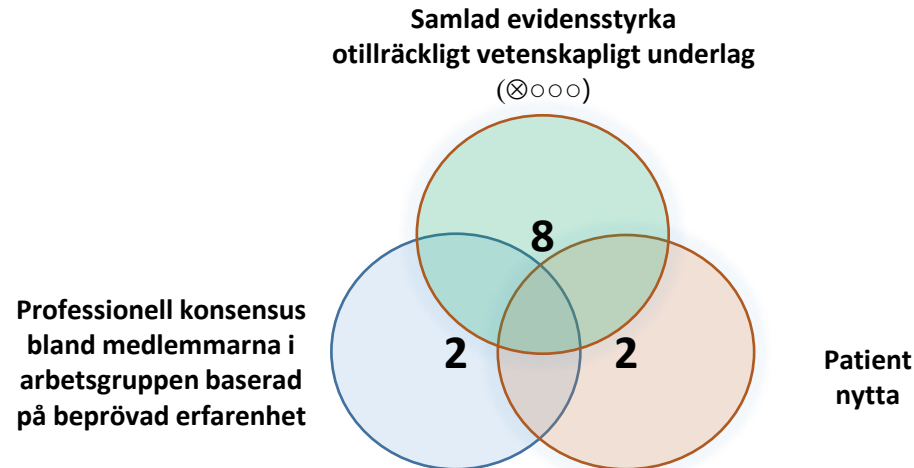 Samlad evidensstyrka
otillräckligt vetenskapligt underlag
(⊗○○○)
8
Professionell konsensus
bland medlemmarna i
arbetsgruppen baserad
på beprövad erfarenhet
2
2
Patient
nytta